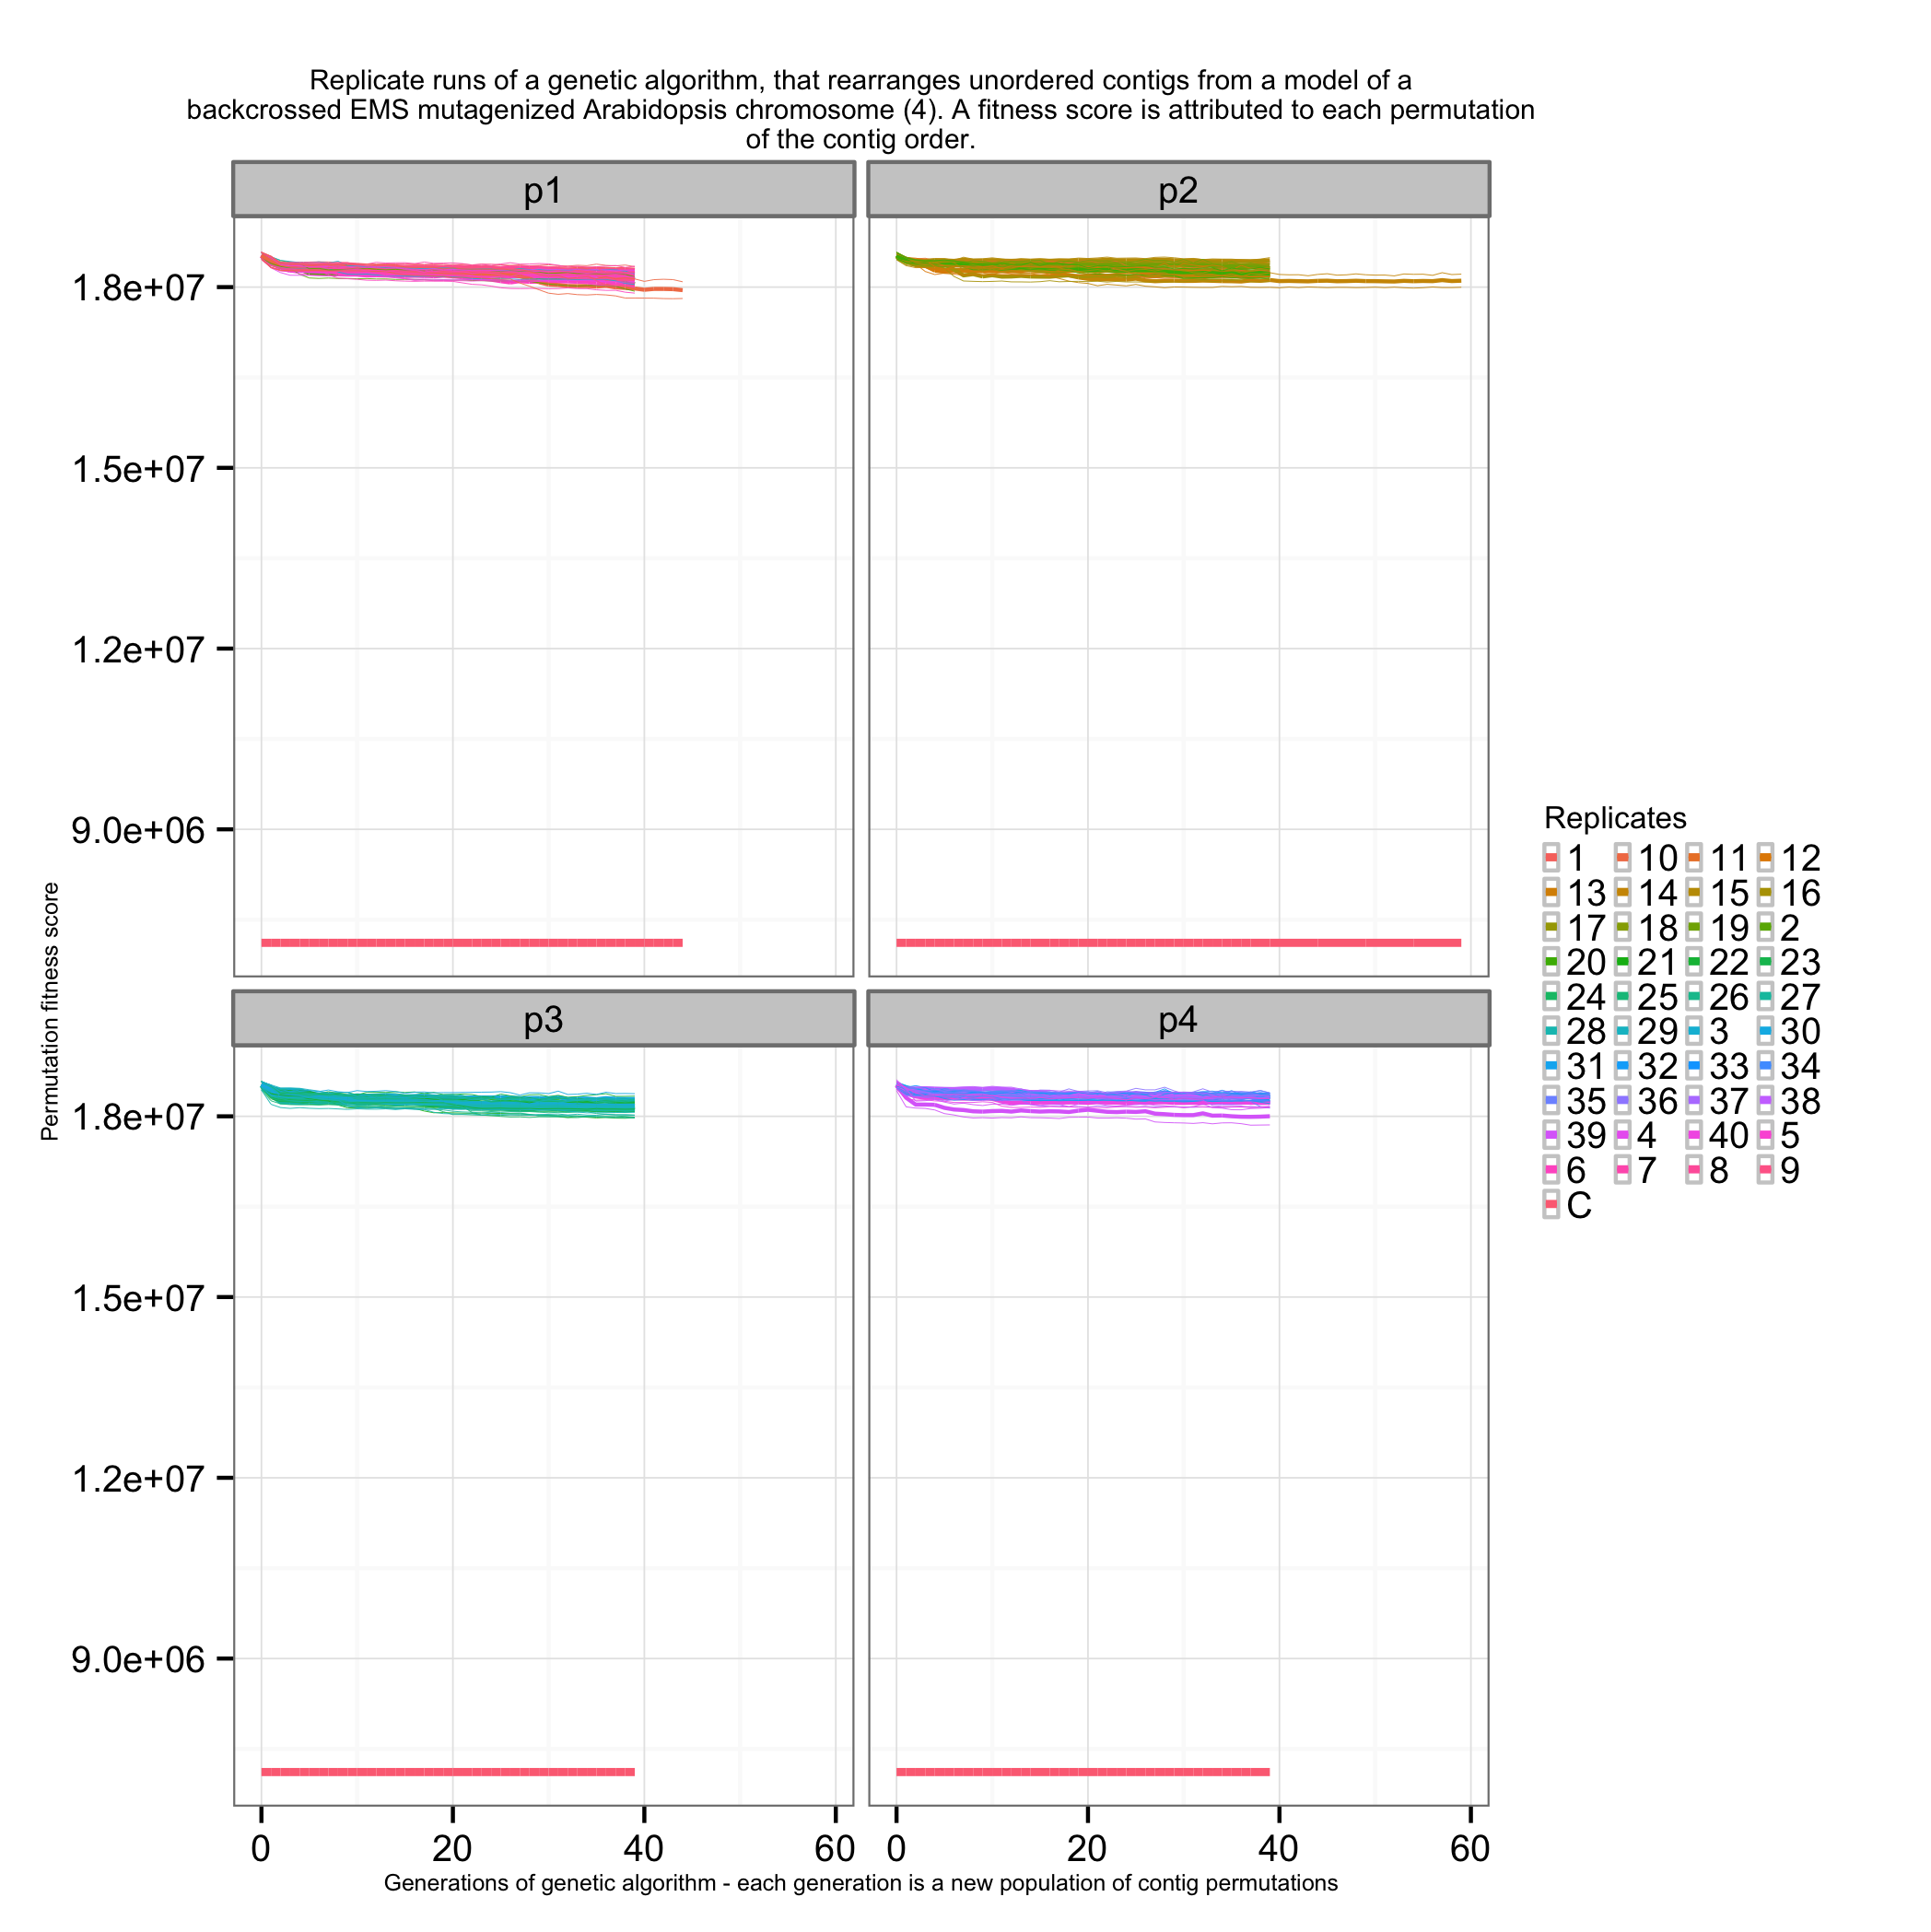 Replicate runs of a genetic algorithm, that rearranges unordered contigs from a model of a
backcrossed EMS mutagenized Arabidopsis chromosome (4). A fitness score is attributed to each permutation
of the contig order.
p1 p2
1.8e+07
1.5e+07
1.2e+07
9.0e+06
p3 p4
1.8e+07
1.5e+07
1.2e+07
9.0e+06
0 20 40 60 0 20 40 60
Generations of genetic algorithm - each generation is a new population of contig permutations
Permutation fitness score
Replicates
1 10 11 12
13 14 15 16
17 18 19 2
20 21 22 23
24 25 26 27
28 29 3 30
31 32 33 34
35 36 37 38
39 4 40 5
6 7 8 9
C